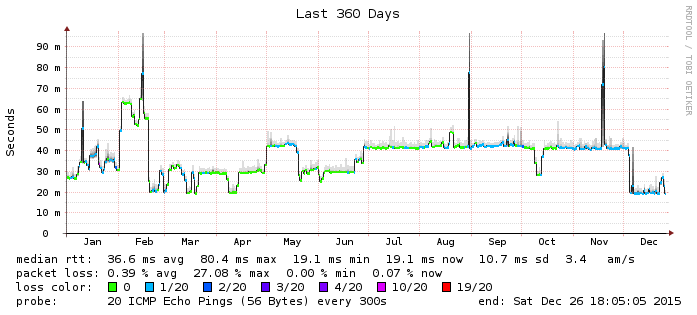 Last 360 Days
RRDTOOL / TOBI OETIKER
Seconds
90 m
80 m
70 m
60 m
50 m
40 m
30 m
20 m
10 m
0
Jan Feb Mar Apr May Jun Jul Aug Sep Oct Nov Dec
median rtt: 36.6 ms avg 80.4 ms max 19.1 ms min 19.1 ms now 10.7 ms sd 3.4 am/s
packet loss: 0.39 % avg 27.08 % max 0.00 % min 0.07 % now
loss color: 0 1/20 2/20 3/20 4/20 10/20 19/20
probe: 20 ICMP Echo Pings (56 Bytes) every 300s end: Sat Dec 26 18:05:05 2015